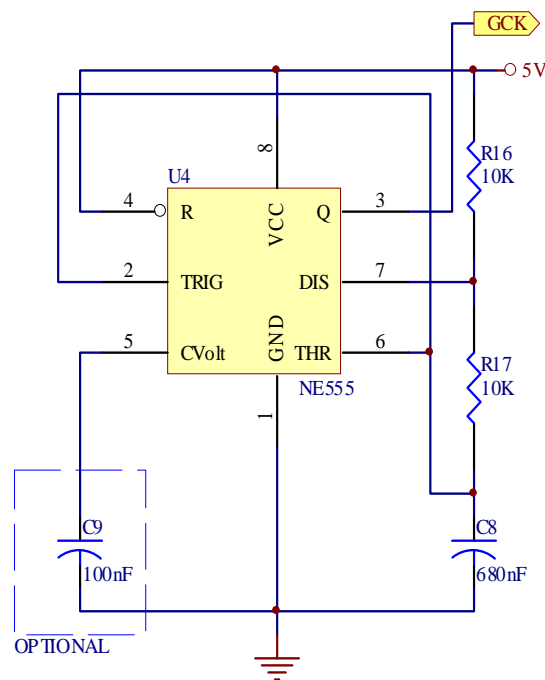 GCK
5V
R16
10K
U4
8
4
R
VCC
Q
3
2
TRIG
DIS
7
5
CVolt
GND
THR
6
R17
10K
NE555
1
C9
100nF
C8
680nF
OPTIONAL